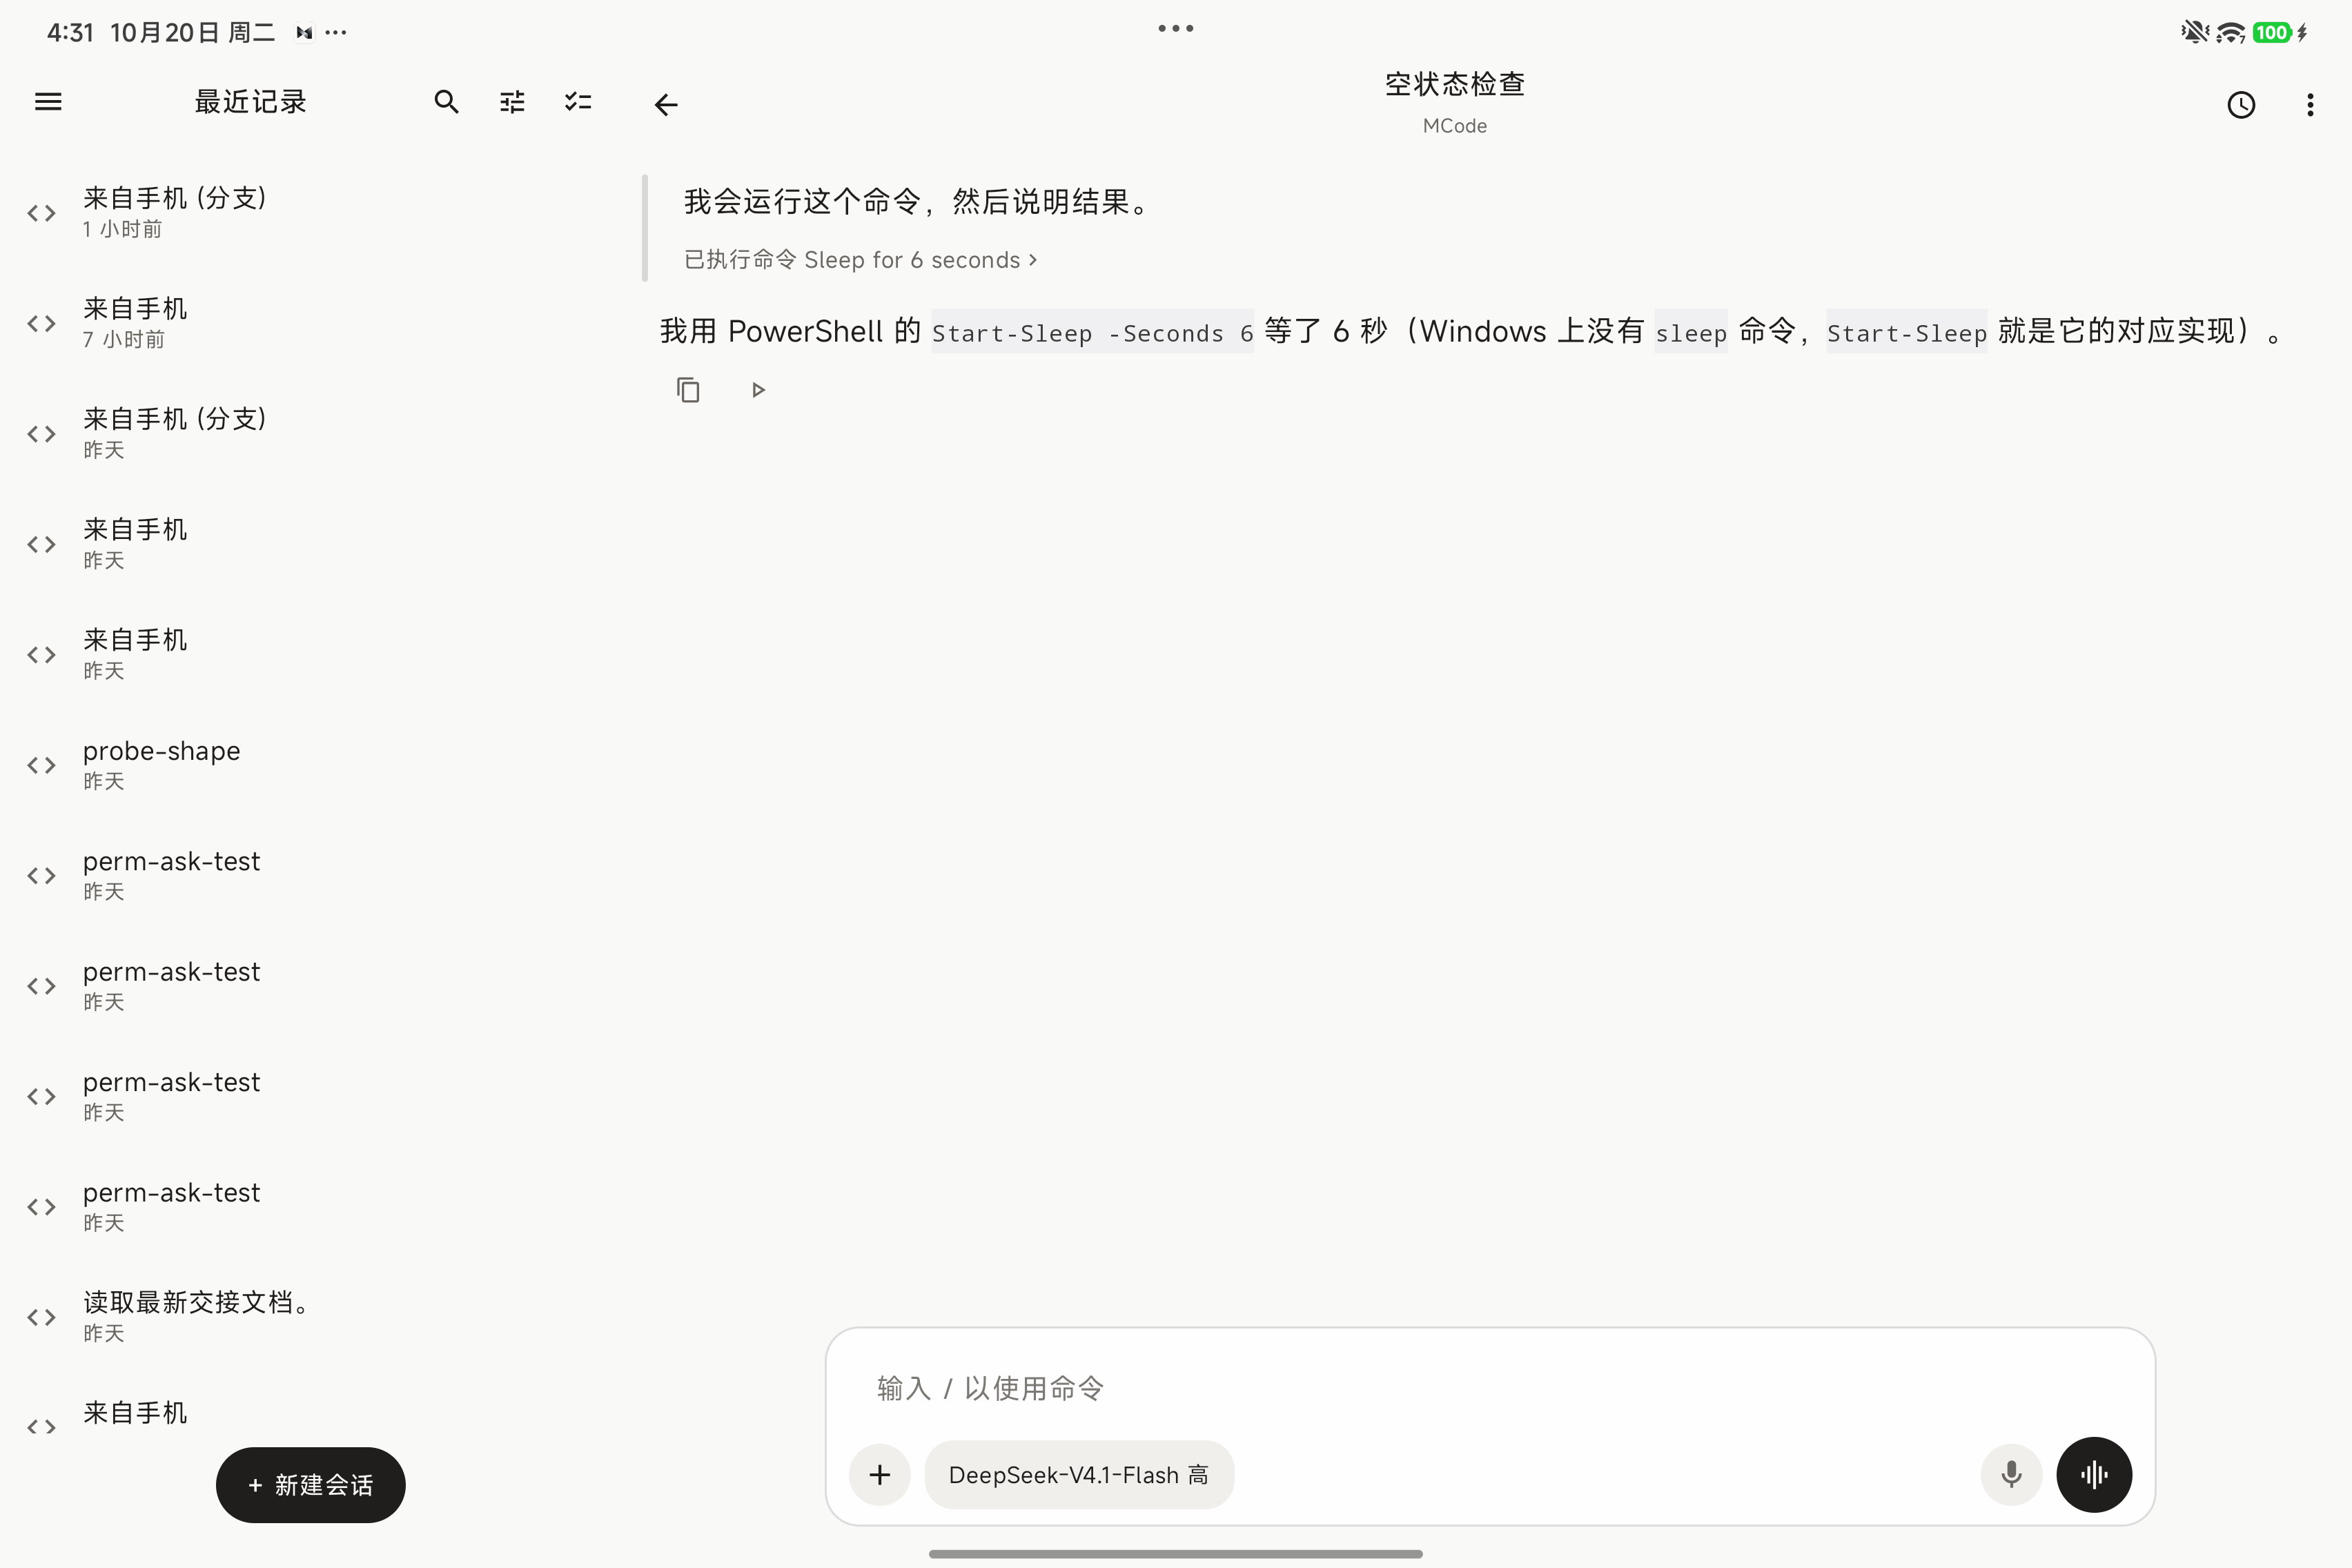 4:31 10月20日 周二
100
最近记录
来自手机 (分支)
1 小时前
来自手机
7 小时前
来自手机 (分支)
昨天
来自手机
昨天
来自手机
昨天
probe-shape
昨天
perm-ask-test
昨天
perm-ask-test
昨天
perm-ask-test
昨天
perm-ask-test
昨天
读取最新交接文档。
昨天
来自手机
+ 新建会话
空状态检查
MCode
我会运行这个命令，然后说明结果。
已执行命令 Sleep for 6 seconds
我用 PowerShell 的 Start-Sleep -Seconds 6 等了 6 秒（Windows 上没有 sleep 命令，Start-Sleep 就是它的对应实现）。
输入 / 以使用命令
DeepSeek-V4.1-Flash 高